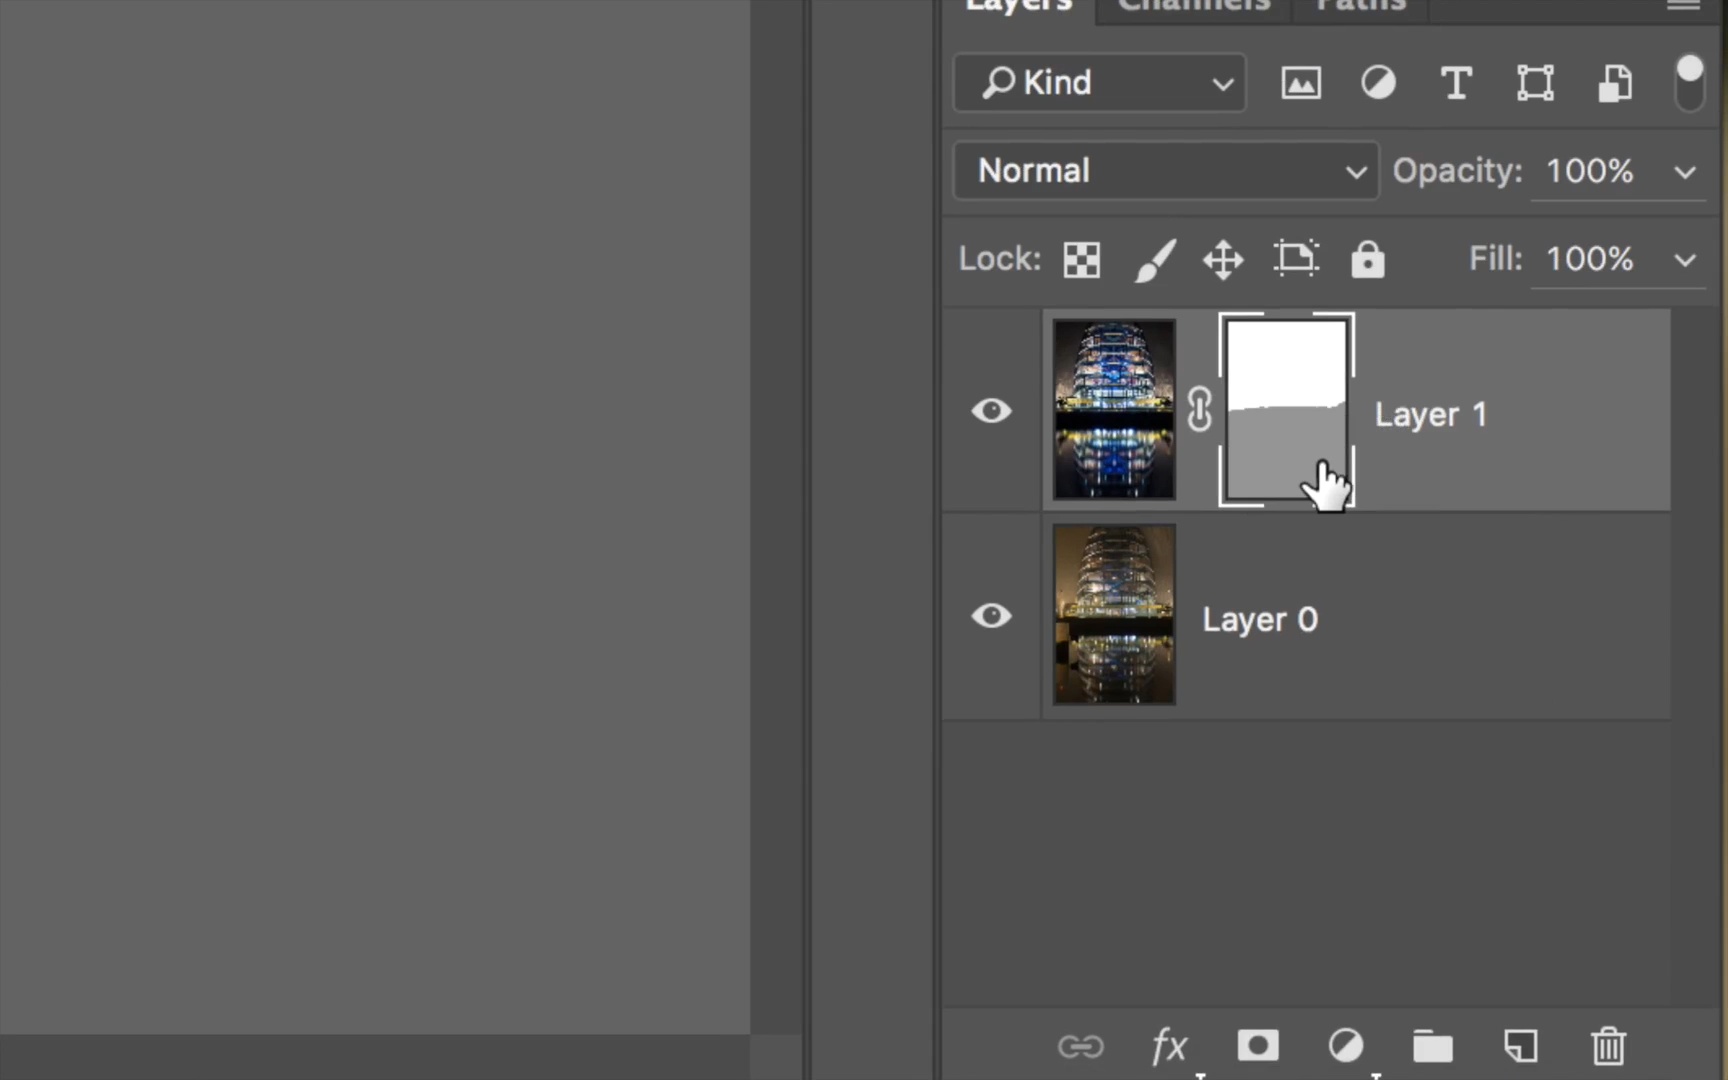 Layers Channels Paths
Kind
Normal Opacity: 100%
Lock: Fill: 100%
Layer 1
Layer 0
fx